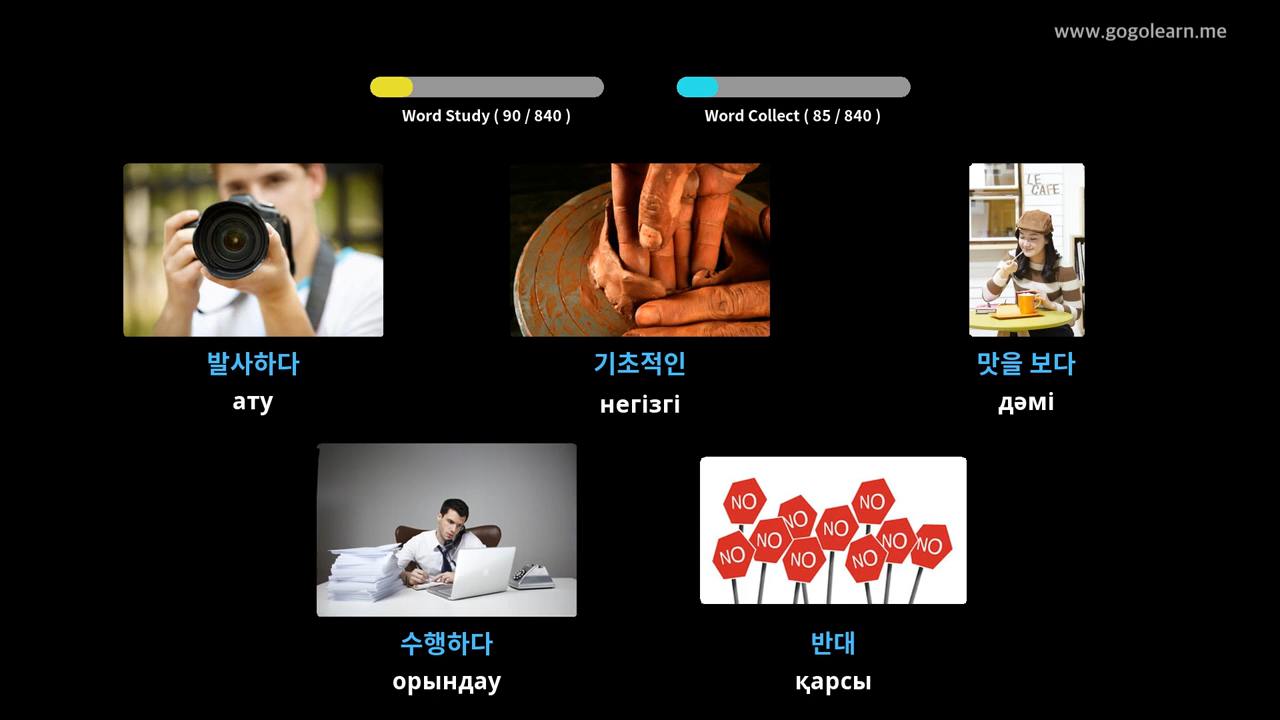 www.gogolearn.me
Word Study ( 90 / 840 )
Word Collect ( 85 / 840 )
LE
CAFE
발사하다
ату
기초적인
негізгі
맛을 보다
дәмі
NO
NO
NO
NO
NO
NO
NO
NO
NO
NO
수행하다
орындау
반대
қарсы